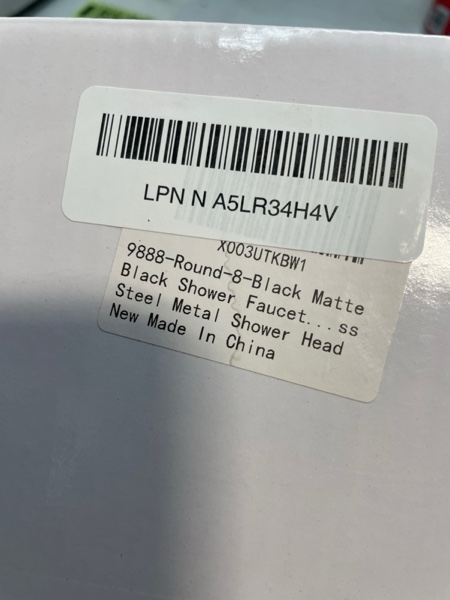 LPN N A5LR34H4V
X003UTKBW1
9888-Round-8-Black Matte
Black Shower Faucet...ss
Steel Metal Shower Head
New Made In China